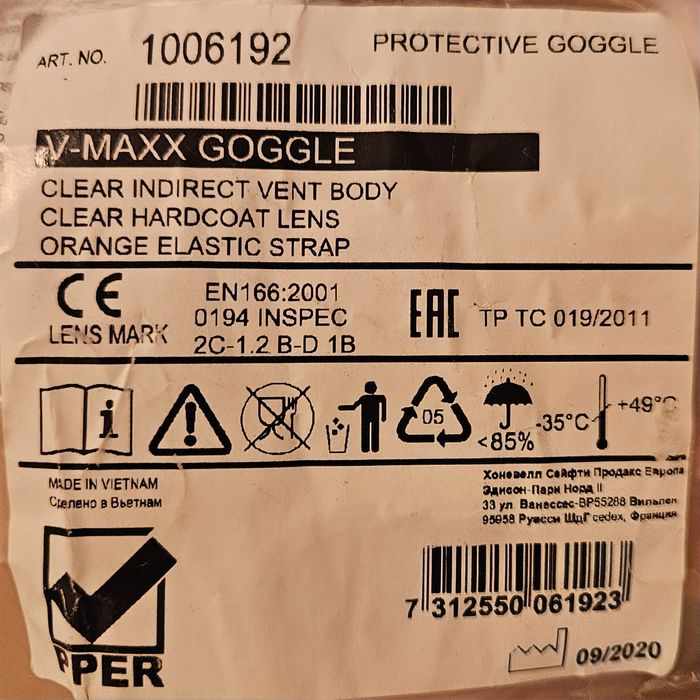 ART. NO. 1006192 PROTECTIVE GOGGLE
V-MAXX GOGGLE
CLEAR INDIRECT VENT BODY
CLEAR HARDCOAT LENS
ORANGE ELASTIC STRAP
CE
LENS MARK
EN166:2001
0194 INSPEC
2C-1.2 B-D 1B
EAC TP TC 019/2011
i
!
05
<85%
-35°C
+49°C
MADE IN VIETNAM
Сделано в Вьетнам
Хоневелл Сейфти Продакс Европа
Эдисон-Парк Норд II
33 ул. Ванессес-BP55288 Вильпен
95958 Руасси ШдГ cedex, Франция
PPER
7 312550 061923
09/2020